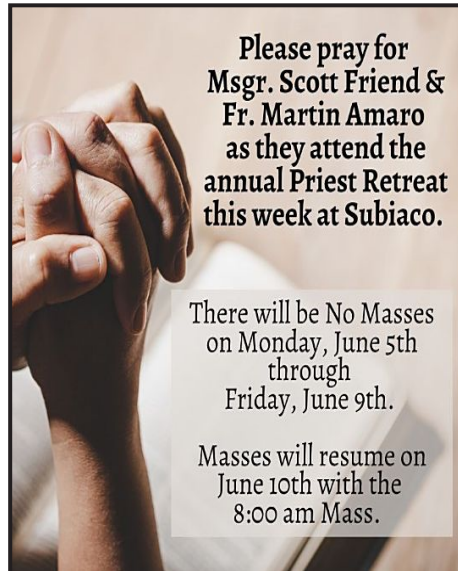 Please pray for
Msgr. Scott Friend &
Fr. Martin Amaro
as they attend the
annual Priest Retreat
this week at Subiaco.
There will be No Masses
on Monday, June 5th
through
Friday, June 9th.
Masses will resume on
June 10th with the
8:00 am Mass.